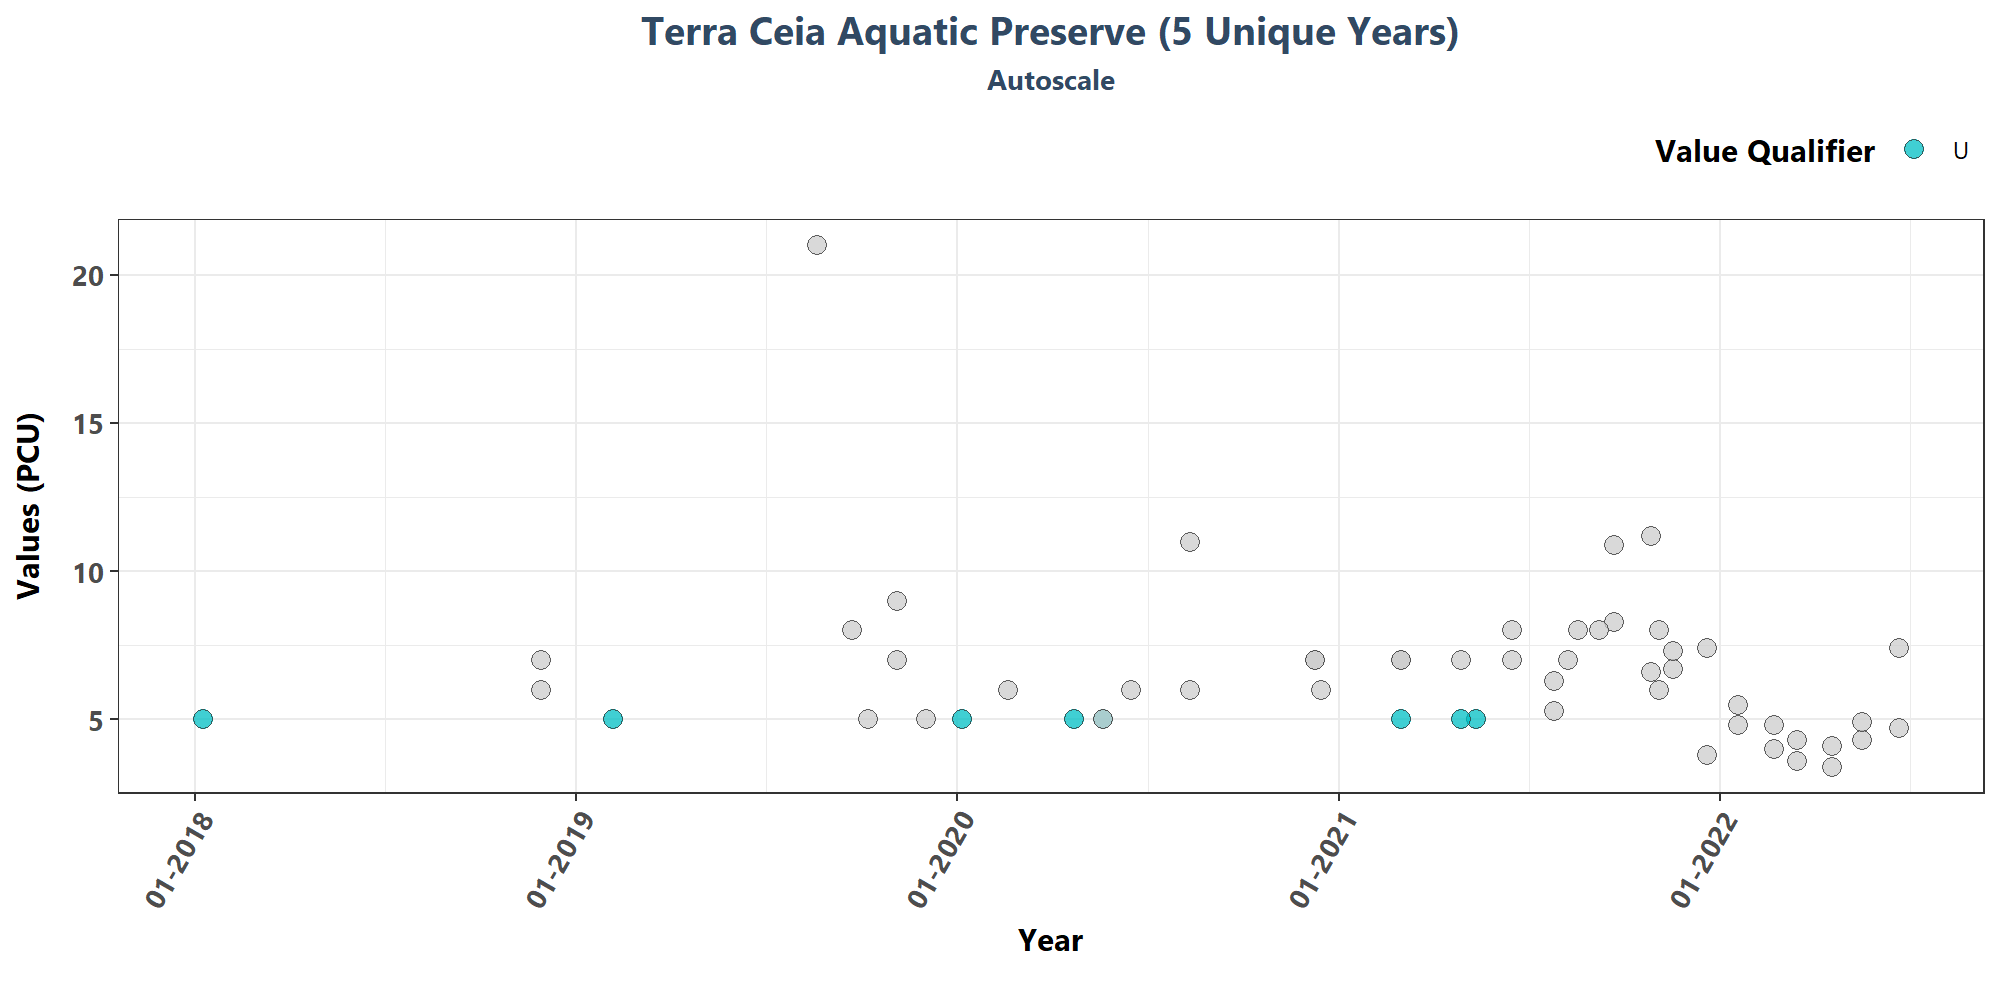 Terra Ceia Aquatic Preserve (5 Unique Years)
Autoscale
Value Qualifier U
20
15
10
5
Values (PCU)
01-2018 01-2019 01-2020 01-2021 01-2022
Year